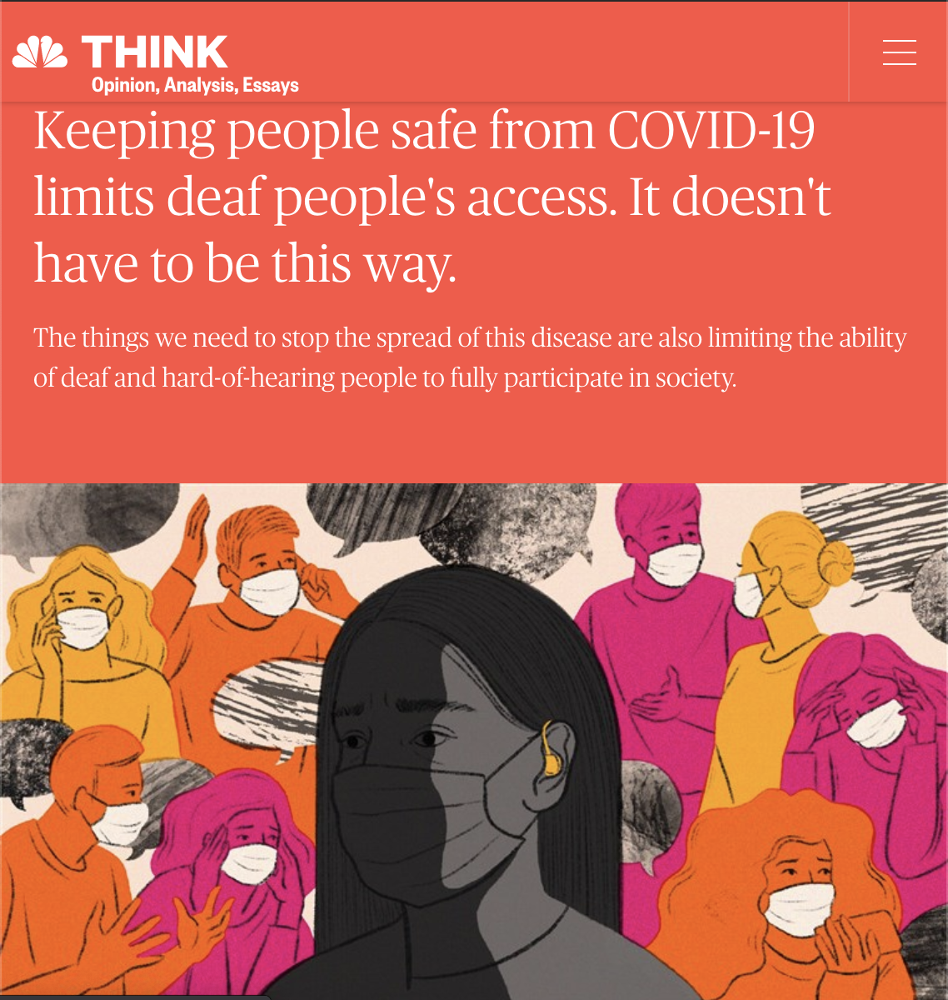 THINK
Opinion, Analysis, Essays
Keeping people safe from COVID-19
limits deaf people's access. It doesn't
have to be this way.
The things we need to stop the spread of this disease are also limiting the ability
of deaf and hard-of-hearing people to fully participate in society.